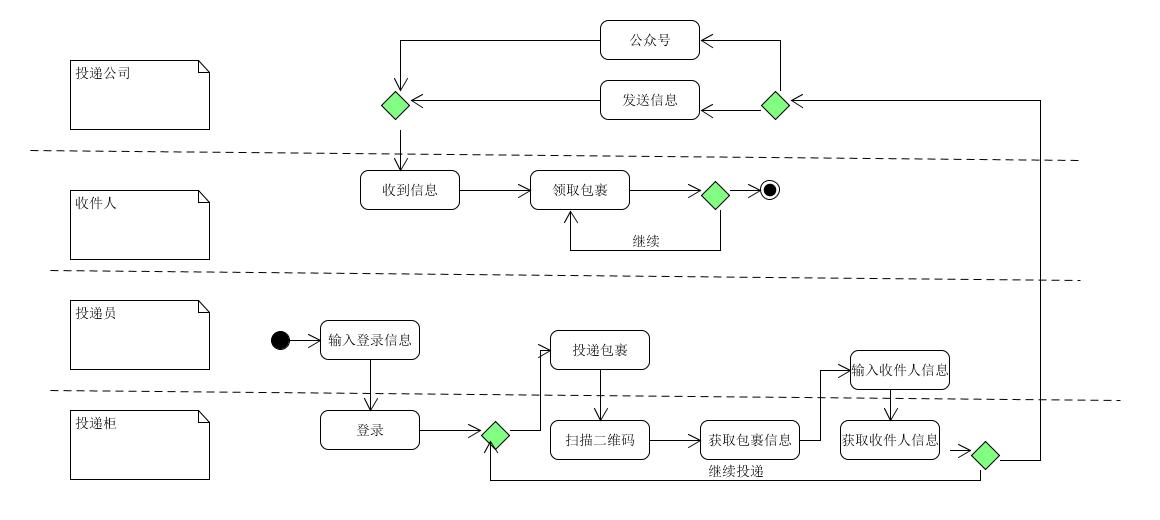 公众号
投递公司
发送信息
收到信息
领取包裹
收件人
继续
投递员
输入登录信息
投递包裹
输入收件人信息
投递柜
登录
扫描二维码
获取包裹信息
获取收件人信息
继续投递